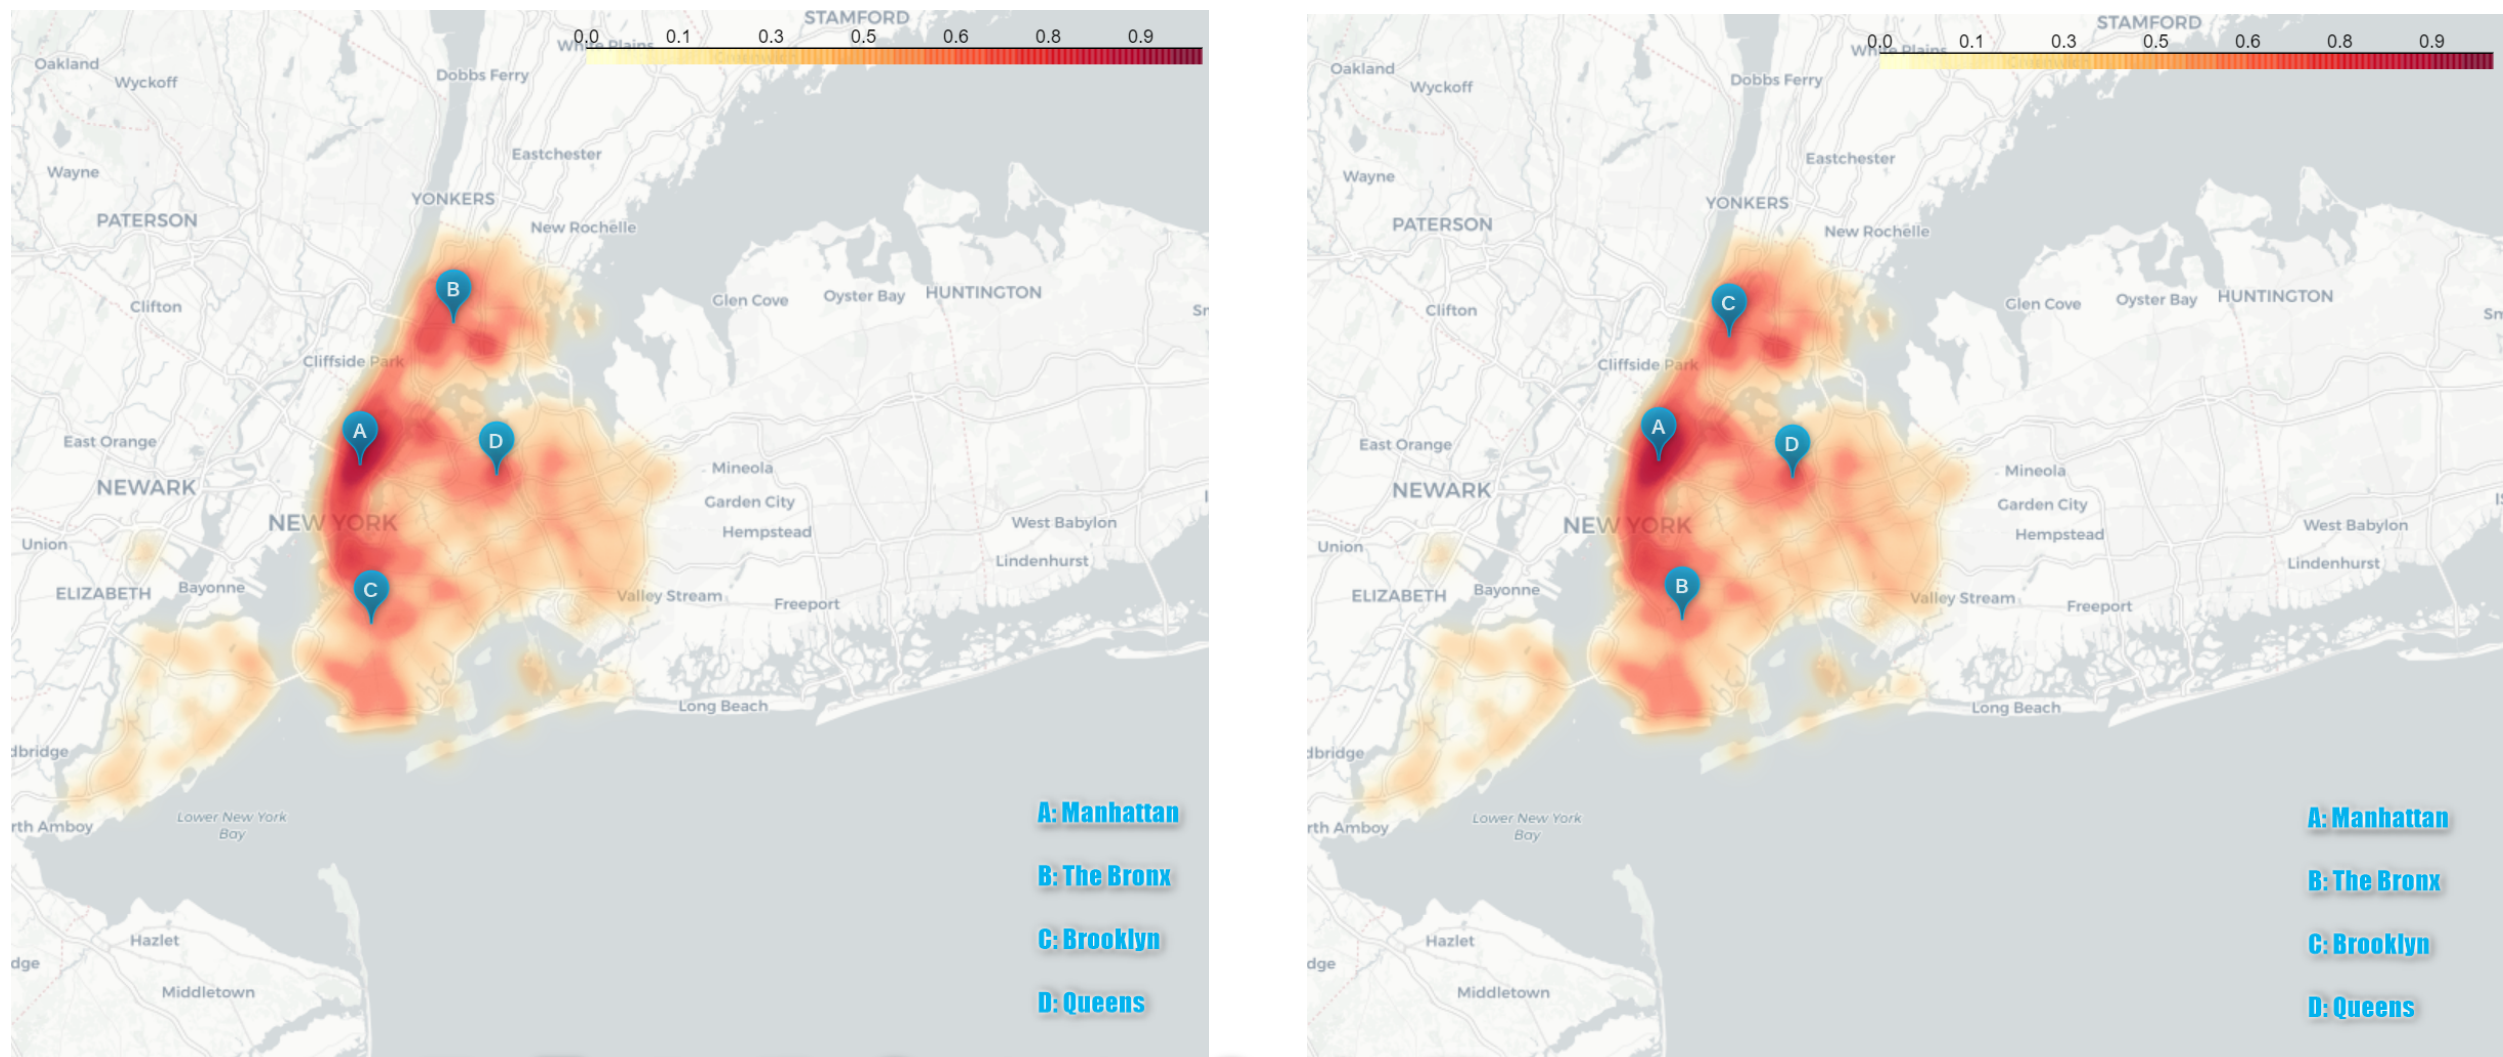 STAMFORD
0.0 0.1 0.3 0.5 0.6 0.8 0.9
White Plains
Greenwich
Oakland
Wyckoff
Dobbs Ferry
Eastchester
Wayne
YONKERS
PATERSON
New Rochelle
B
Glen Cove
Oyster Bay
HUNTINGTON
Clifton
Cliffside Park
A
D
East Orange
Mineola
NEWARK
Garden City
NEW YORK
West Babylon
Hempstead
Union
Lindenhurst
C
ELIZABETH
Bayonne
Valley Stream
Freeport
Long Beach
dbridge
A: Manhattan
Lower New York
Bay
rth Amboy
B: The Bronx
Hazlet
C: Brooklyn
dge
Middletown
D: Queens
STAMFORD
0.0 0.1 0.3 0.5 0.6 0.8 0.9
White Plains
Greenwich
Oakland
Wyckoff
Dobbs Ferry
Eastchester
Wayne
YONKERS
PATERSON
New Rochelle
C
Glen Cove
Oyster Bay
HUNTINGTON
Clifton
Cliffside Park
A
D
East Orange
Mineola
NEWARK
Garden City
NEW YORK
West Babylon
Hempstead
Union
Lindenhurst
B
ELIZABETH
Bayonne
Valley Stream
Freeport
Long Beach
dbridge
A: Manhattan
Lower New York
Bay
rth Amboy
B: The Bronx
Hazlet
C: Brooklyn
dge
Middletown
D: Queens